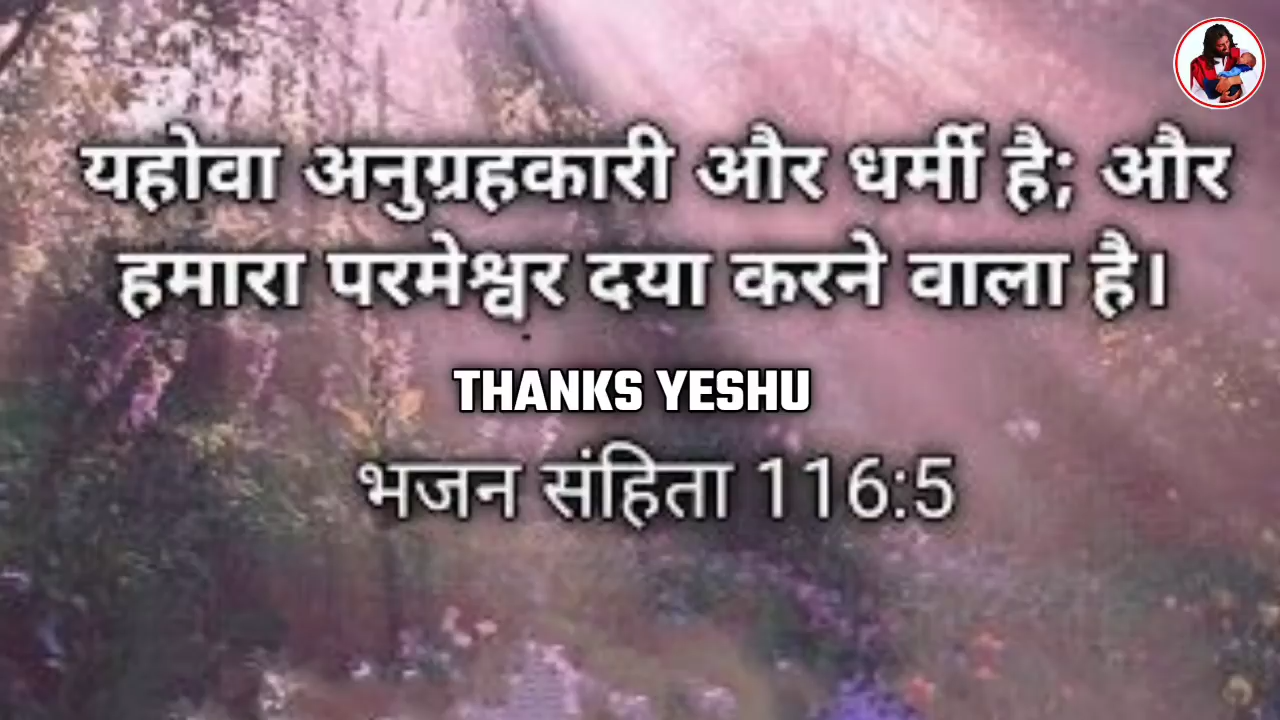 यहोवा अनुग्रहकारी और धर्मी है; और
हमारा परमेश्वर दया करने वाला है।
THANKS YESHU
भजन संहिता 116:5